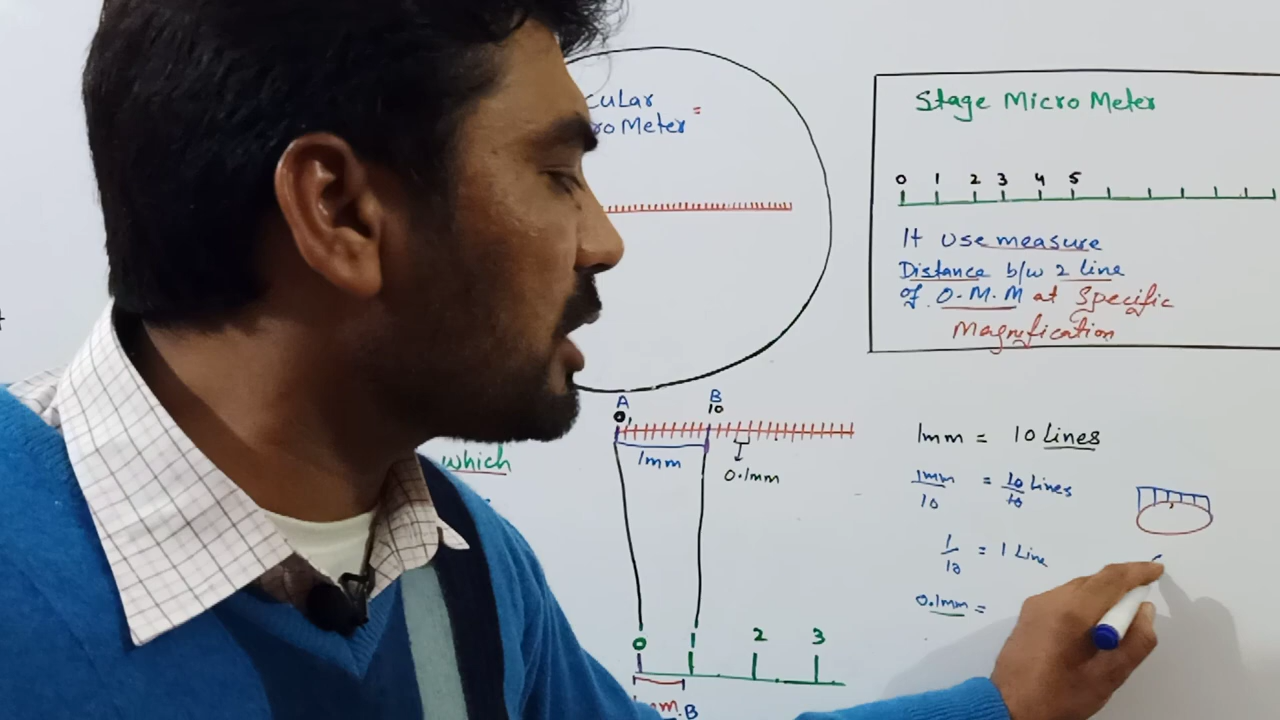 cular
ro Meter =
Stage Micro Meter
0 1 2 3 4 5
It use measure
Distance b/w 2 line
of O.M.M at specific
Magnification
A B
0 1 10
1mm
0.1mm
which
1mm = 10 Lines
1mm/10 = 10/10 Lines
1/10 = 1 Line
0.1mm =
0 1 2 3
B